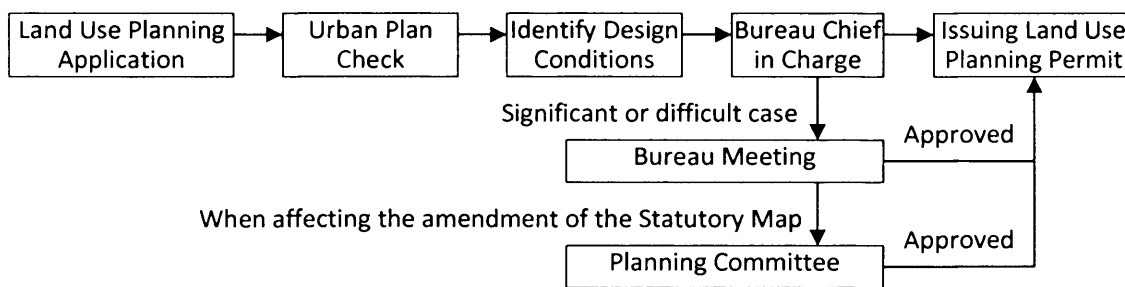 Land Use Planning
Application
Urban Plan
Check
Identify Design
Conditions
Bureau Chief
in Charge
Issuing Land Use
Planning Permit
Significant or difficult case
Approved
Bureau Meeting
When affecting the amendment of the Statutory Map
Approved
Planning Committee